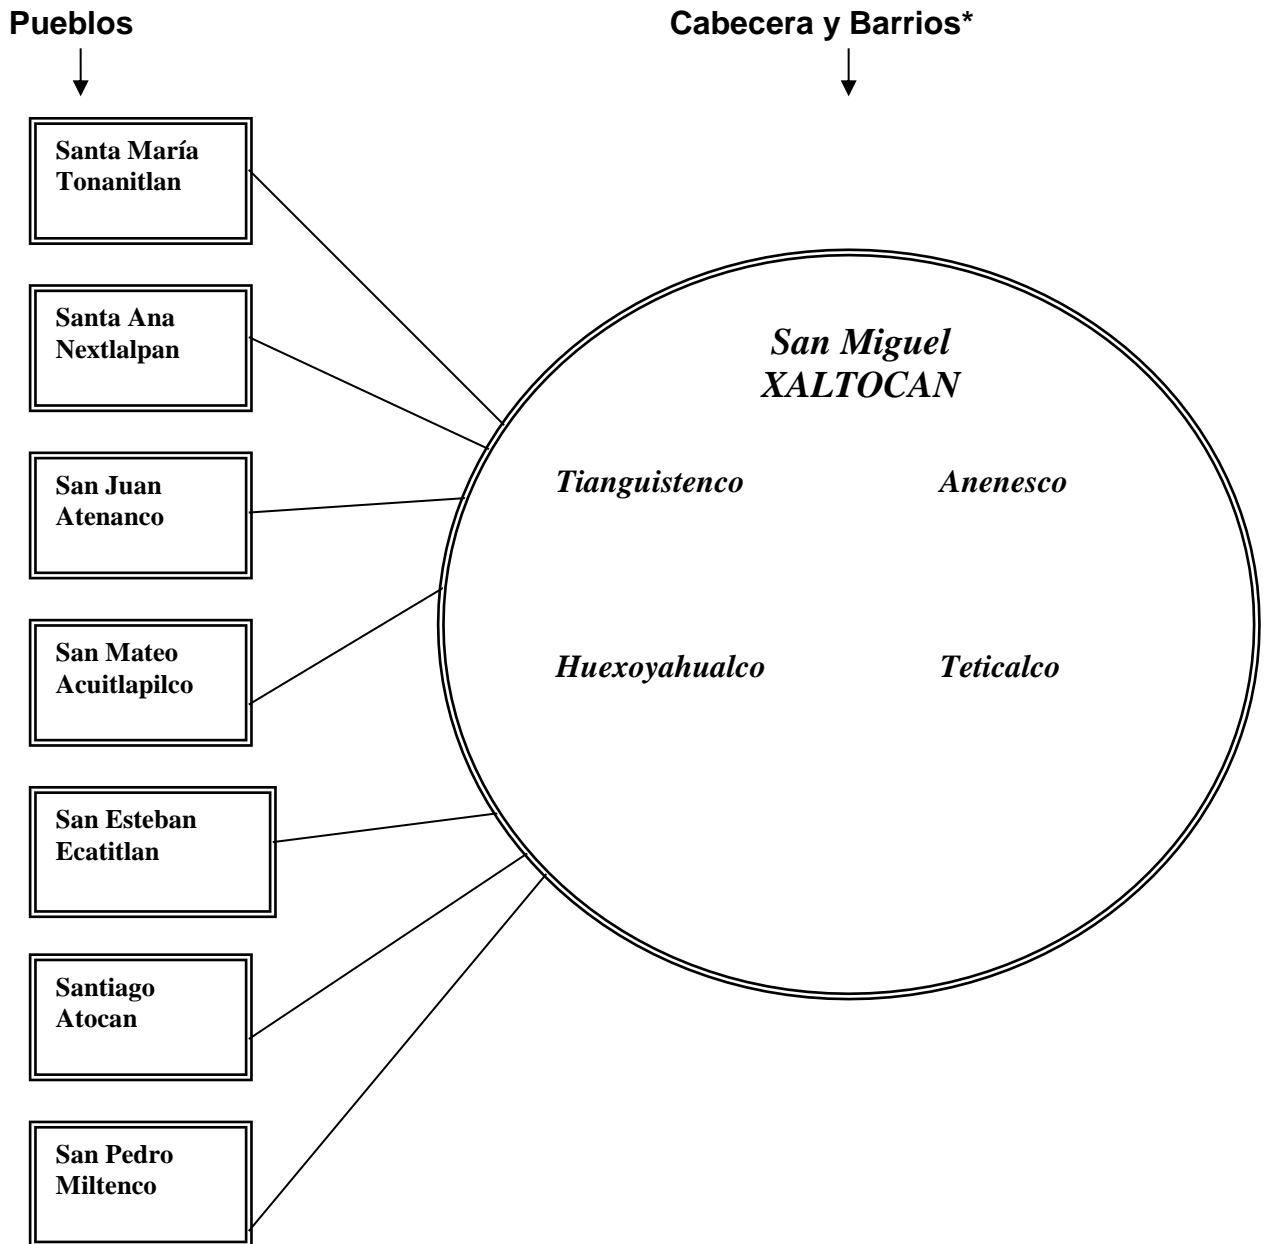 Pueblos
Cabecera y Barrios*
Santa María
Tonanitlan
Santa Ana
Nextlalpan
San Juan
Atenanco
San Mateo
Acuitlapilco
San Esteban
Ecatitlan
Santiago
Atocan
San Pedro
Miltenco
San Miguel
XALTOCAN
Tianguistenco
Anenesco
Huexoyahualco
Teticalco